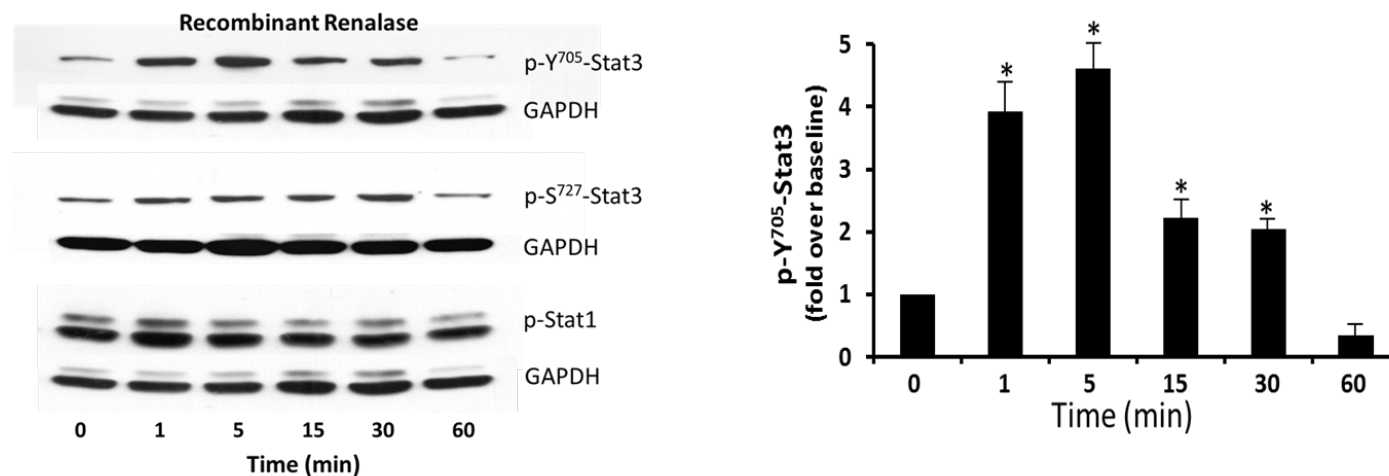 Recombinant Renalase
p-Y⁷⁰⁵-Stat3
GAPDH
p-S⁷²⁷-Stat3
GAPDH
p-Stat1
GAPDH
0 1 5 15 30 60
Time (min)
p-Y⁷⁰⁵-Stat3
(fold over baseline)
5
4
3
2
1
0
*
*
*
*
0 1 5 15 30 60
Time (min)